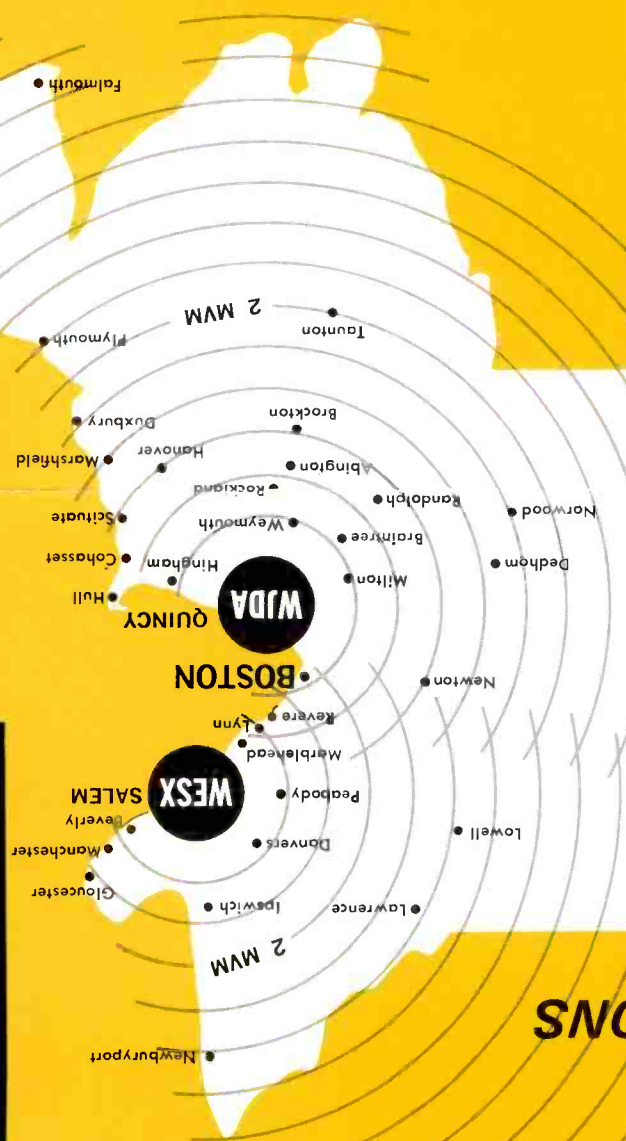 Newburyport
ONS
2 MVM
Lawrence
Ipswich
Gloucester
Manchester
Danvers
Lowell
Beverly
Peabody
WESX SALEM
Marblehead
Lynn
Revere
Newton
BOSTON
WJDA QUINCY
Hull
Milton
Hingham
Dedham
Cohasset
Braintree
Weymouth
Scituate
Norwood
Randolph
Rockland
Abington
Marshfield
Hanover
Duxbury
Brockton
Plymouth
Taunton
2 MVM
Falmouth